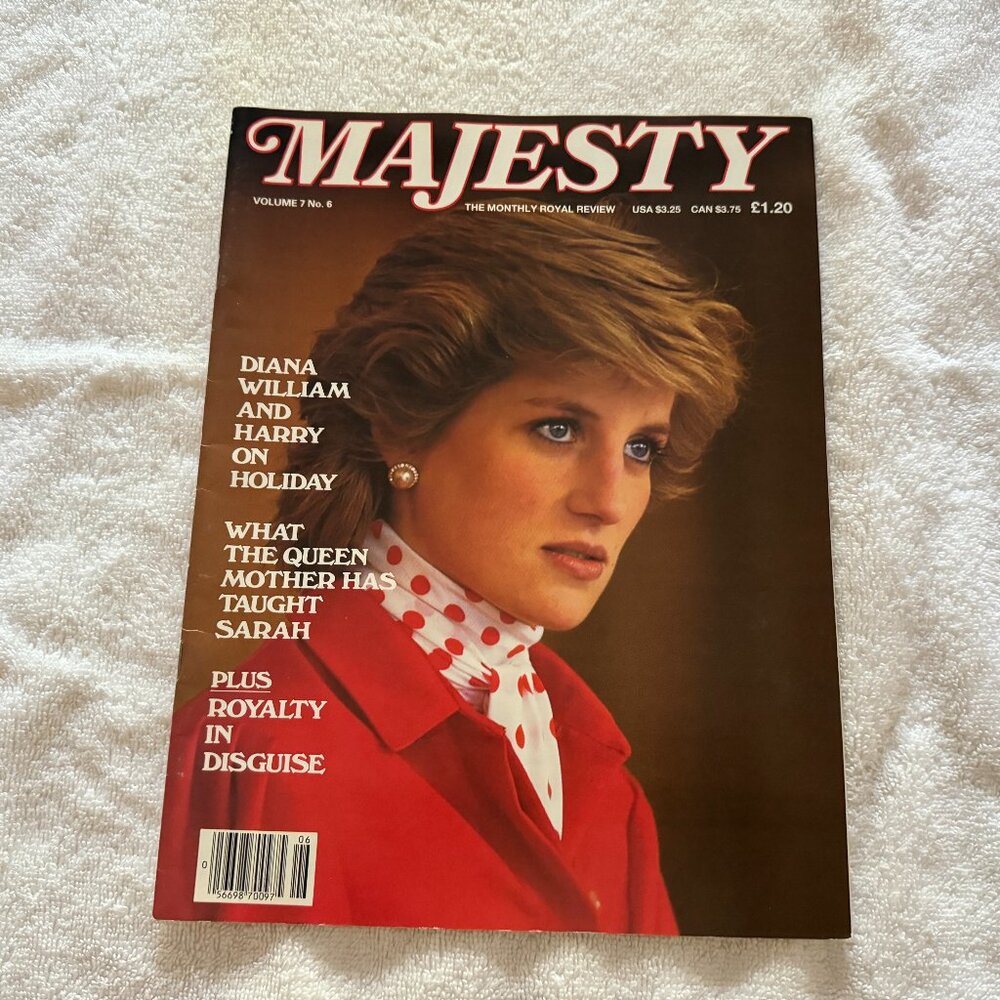 MAJESTY
VOLUME 7 No. 6 THE MONTHLY ROYAL REVIEW USA $3.25 CAN $3.75 £1.20
DIANA
WILLIAM
AND
HARRY
ON
HOLIDAY
WHAT
THE QUEEN
MOTHER HAS
TAUGHT
SARAH
PLUS
ROYALTY
IN
DISGUISE
06
0 56698 70097